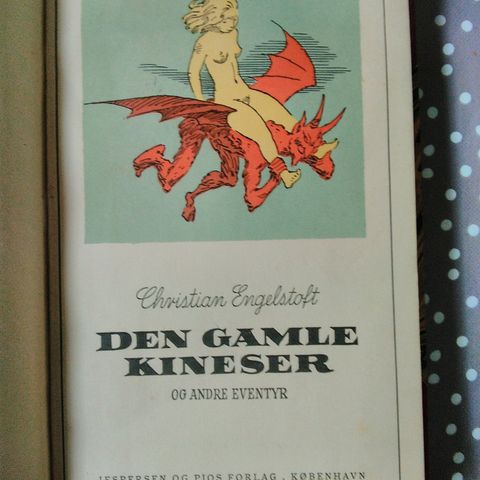 Christian Engelstoft
DEN GAMLE
KINESER
OG ANDRE EVENTYR
JESPERSEN OG PIOS FORLAG . KØBENHAVN